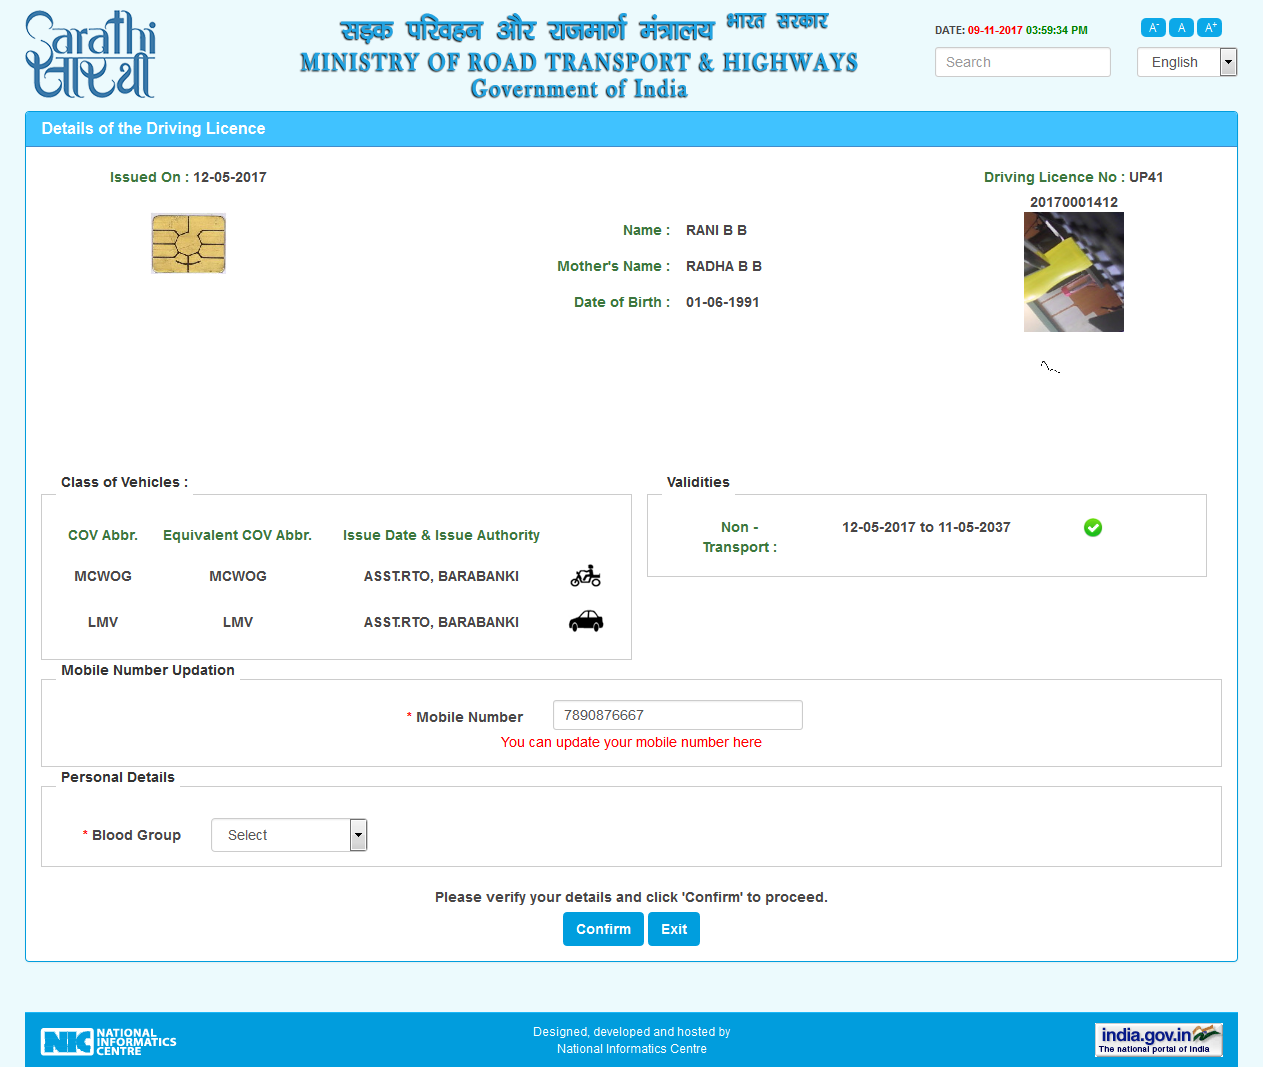 Sarathi
सारथी
सड़क परिवहन और राजमार्ग मंत्रालय भारत सरकार
MINISTRY OF ROAD TRANSPORT & HIGHWAYS
Government of India
DATE: 09-11-2017 03:59:34 PM
A- A A+
Search
English
Details of the Driving Licence
Issued On : 12-05-2017
Driving Licence No : UP41
20170001412
Name : RANI B B
Mother's Name : RADHA B B
Date of Birth : 01-06-1991
Class of Vehicles :
COV Abbr. Equivalent COV Abbr. Issue Date & Issue Authority
MCWOG MCWOG ASST.RTO, BARABANKI
LMV LMV ASST.RTO, BARABANKI
Validities
Non - 12-05-2017 to 11-05-2037
Transport :
Mobile Number Updation
* Mobile Number 7890876667
You can update your mobile number here
Personal Details
* Blood Group Select
Please verify your details and click 'Confirm' to proceed.
Confirm Exit
NIC NATIONAL
INFORMATICS
CENTRE
Designed, developed and hosted by
National Informatics Centre
india.gov.in
The national portal of India